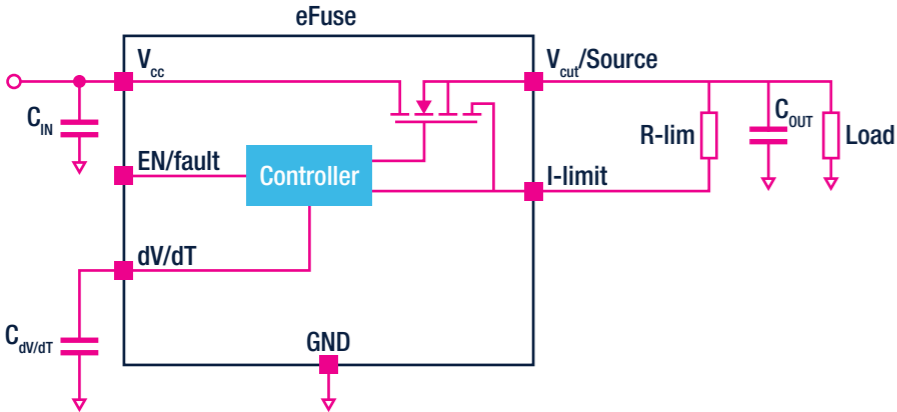 eFuse
Vcc
Vcut/Source
CIN
COUT
R-lim
Load
EN/fault
Controller
I-limit
dV/dT
CdV/dT
GND